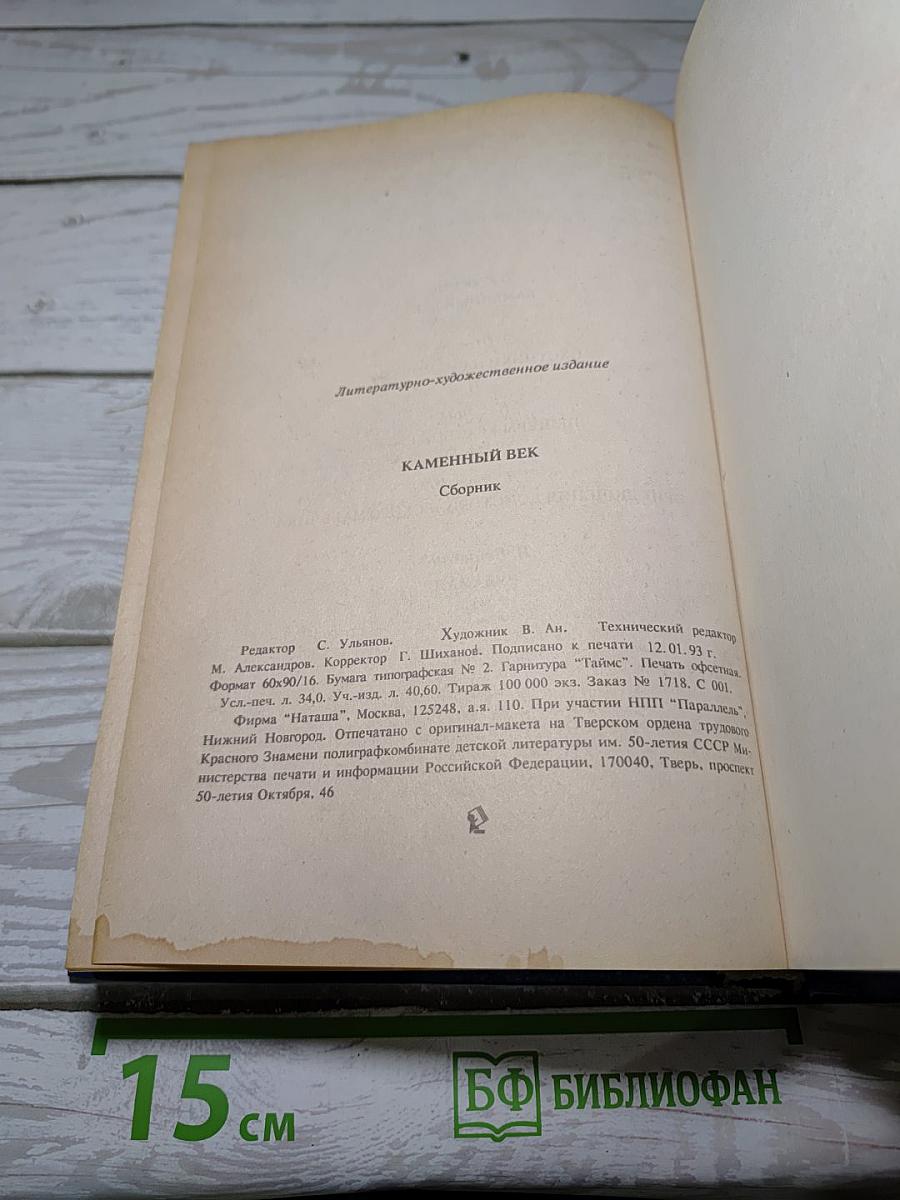 Литературно-художественное издание
КАМЕННЫЙ ВЕК
Сборник
Редактор С. Ульянов. Художник В. Ан. Технический редактор
М. Александров. Корректор Г. Шиханов. Подписано к печати 12.01.93 г.
Формат 60х90/16. Бумага типографская № 2. Гарнитура "Таймс". Печать офсетная.
Усл.-печ. л. 34,0. Уч.-изд. л. 40,60. Тираж 100 000 экз. Заказ № 1718. С 001.
Фирма "Наташа", Москва, 125248, а.я. 110. При участии НПП "Параллель",
Нижний Новгород. Отпечатано с оригинал-макета на Тверском ордена трудового
Красного Знамени полиграфкомбинате детской литературы им. 50-летия СССР Ми-
нистерства печати и информации Российской Федерации, 170040, Тверь, проспект
50-летия Октября, 46
15 см
БФ БИБЛИОФАН